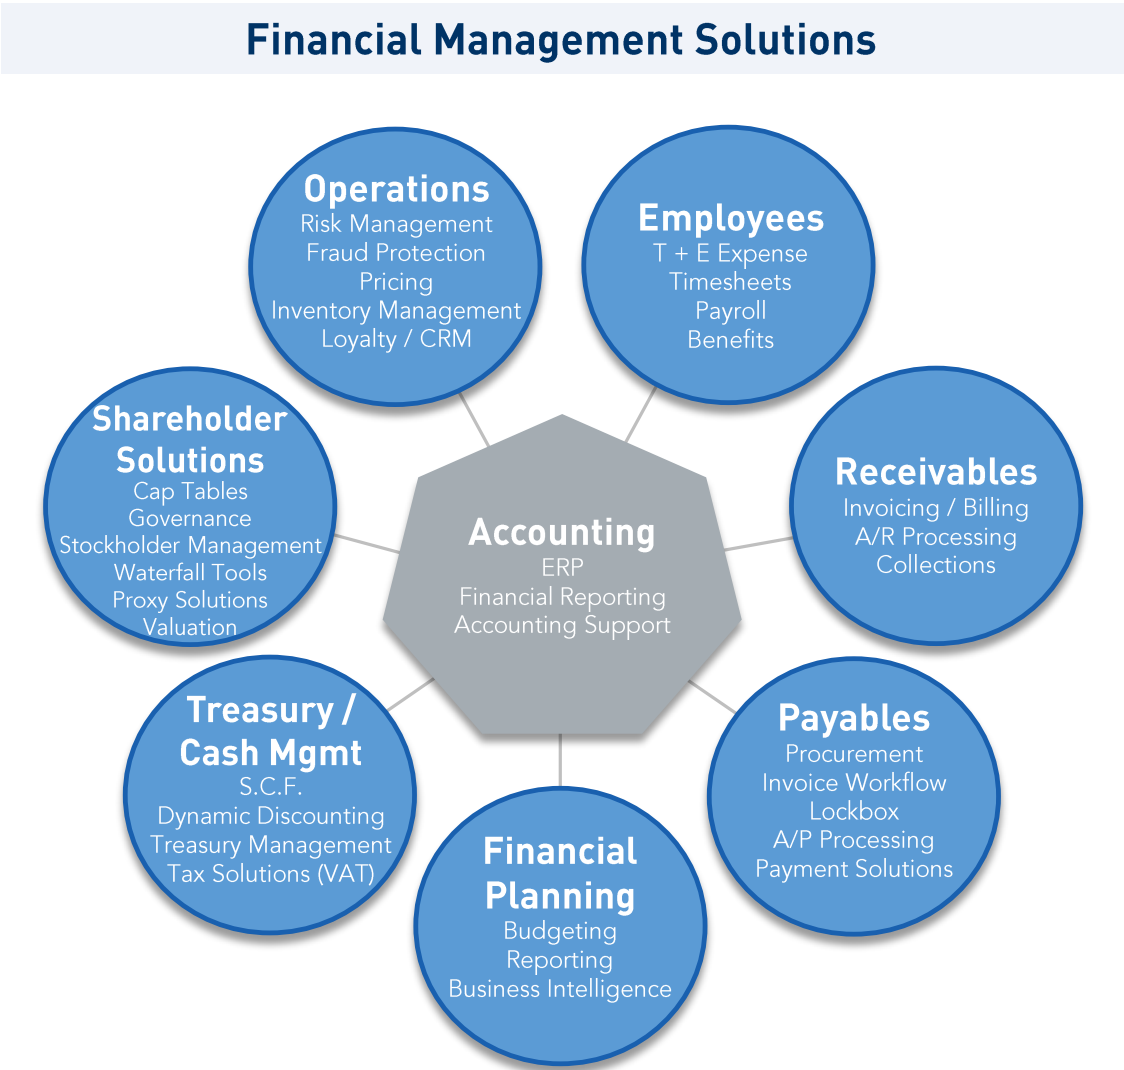 Financial Management Solutions
Operations
Risk Management
Fraud Protection
Pricing
Inventory Management
Loyalty / CRM
Employees
T + E Expense
Timesheets
Payroll
Benefits
Shareholder
Solutions
Cap Tables
Governance
Stockholder Management
Waterfall Tools
Proxy Solutions
Valuation
Accounting
ERP
Financial Reporting
Accounting Support
Receivables
Invoicing / Billing
A/R Processing
Collections
Treasury /
Cash Mgmt
S.C.F.
Dynamic Discounting
Treasury Management
Tax Solutions (VAT)
Financial
Planning
Budgeting
Reporting
Business Intelligence
Payables
Procurement
Invoice Workflow
Lockbox
A/P Processing
Payment Solutions